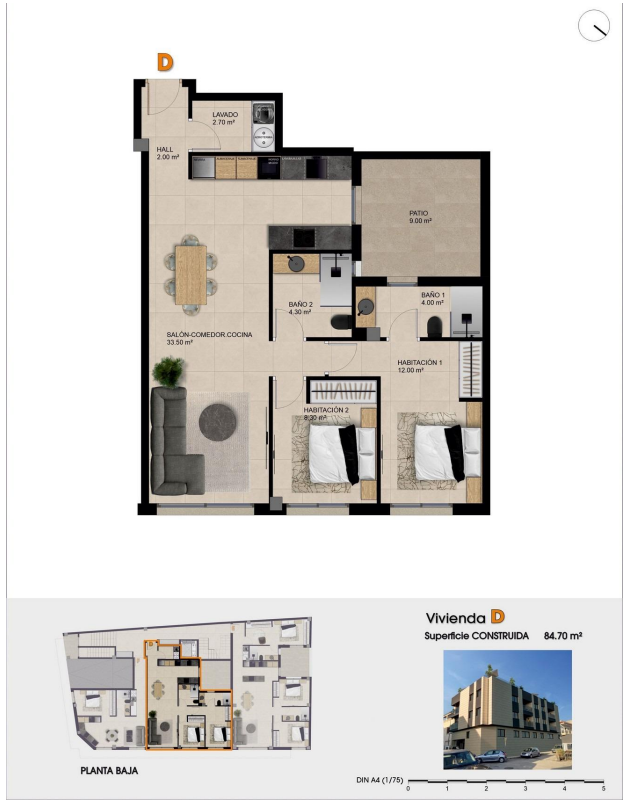 D
LAVADO
2.70 m²
HALL
2.00 m²
PATIO
9.00 m²
BAÑO 1
4.00 m²
BAÑO 2
4,30 m²
SALÓN-COMEDOR,COCINA
33.50 m²
HABITACIÓN 1
12.00 m²
HABITACIÓN 2
8.30 m²
Vivienda D
Superficie CONSTRUIDA 84.70 m²
PLANTA BAJA
DIN A4 (1/75)
0 1 2 3 4 5